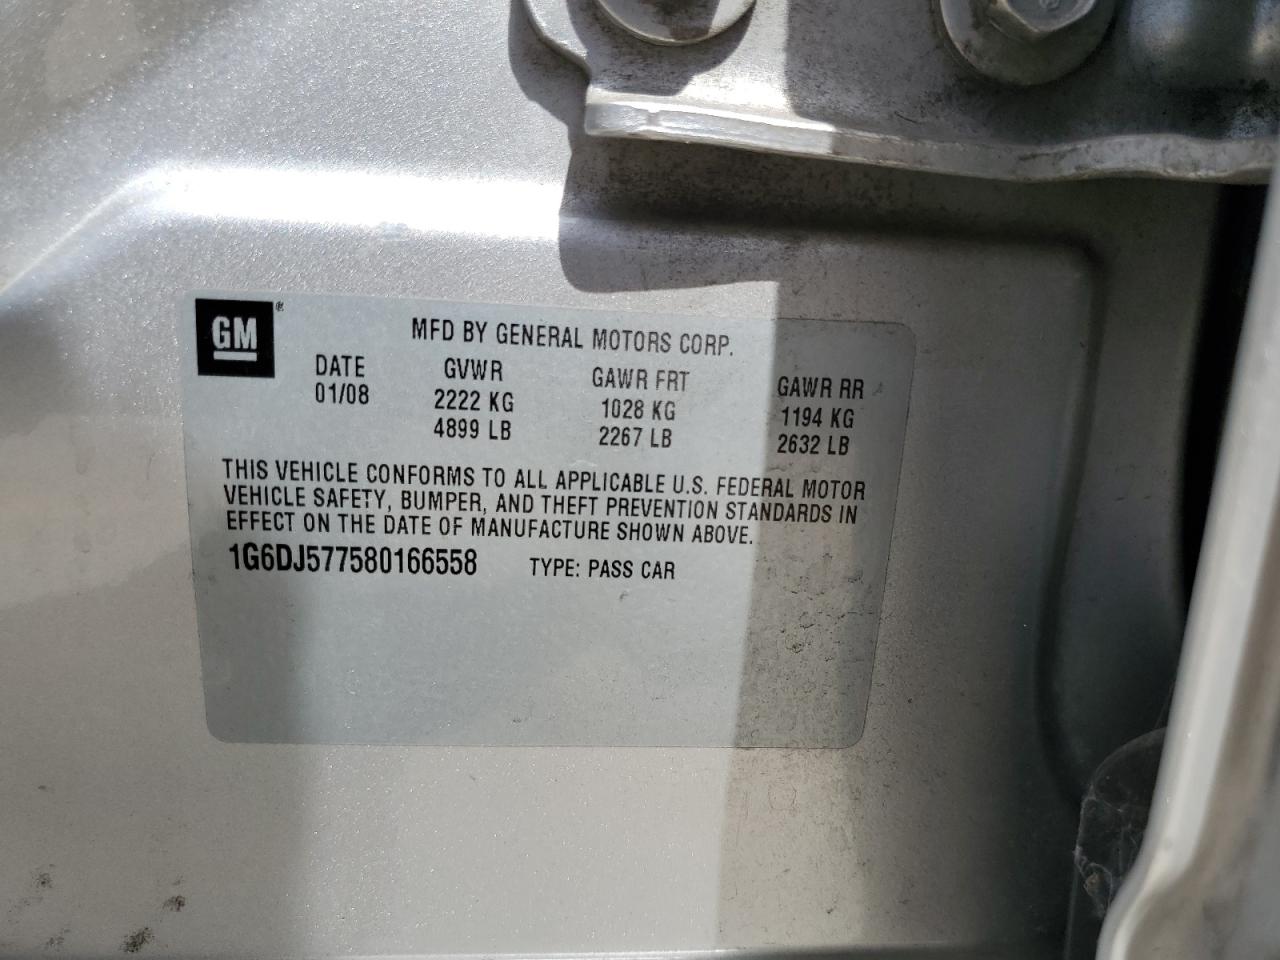 GM ®
MFD BY GENERAL MOTORS CORP.
DATE GVWR GAWR FRT GAWR RR
01/08 2222 KG 1028 KG 1194 KG
4899 LB 2267 LB 2632 LB
THIS VEHICLE CONFORMS TO ALL APPLICABLE U.S. FEDERAL MOTOR
VEHICLE SAFETY, BUMPER, AND THEFT PREVENTION STANDARDS IN
EFFECT ON THE DATE OF MANUFACTURE SHOWN ABOVE.
1G6DJ577580166558 TYPE: PASS CAR